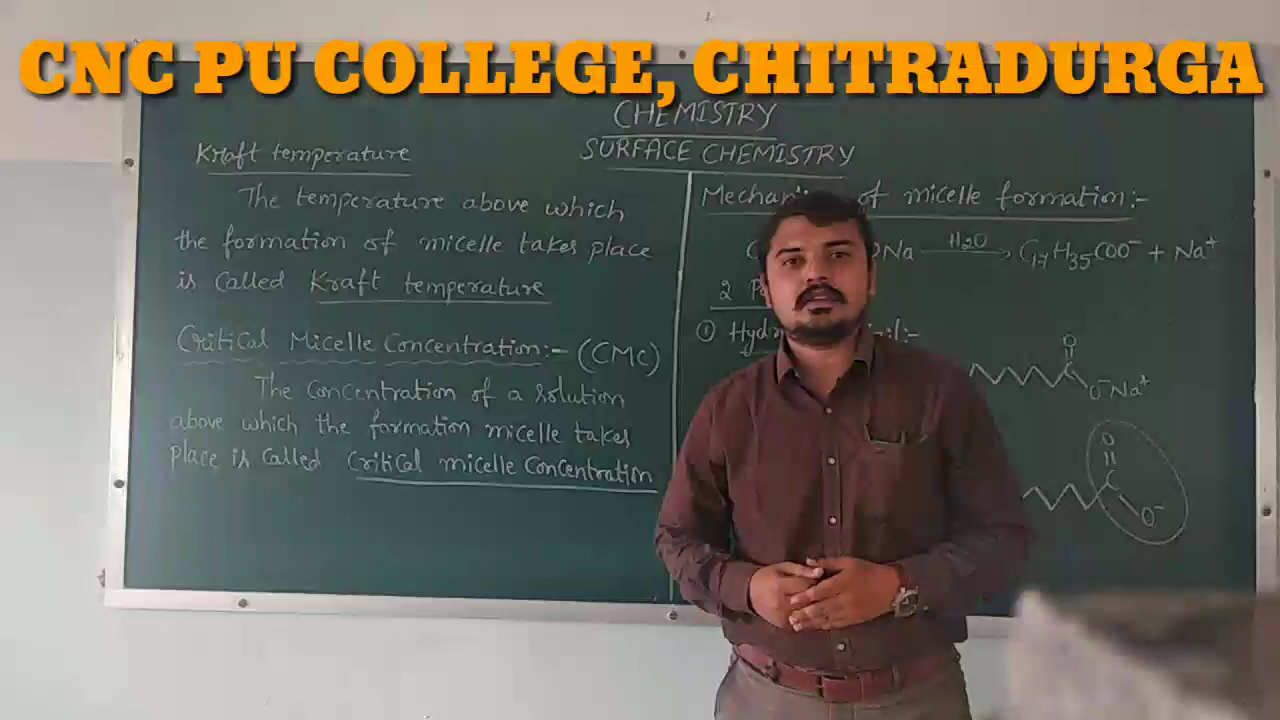 CNC PU COLLEGE, CHITRADURGA
CHEMISTRY
SURFACE CHEMISTRY
Kraft temperature
The temperature above which
the formation of micelle takes place
is called Kraft temperature
Critical Micelle Concentration:- (CMC)
The concentration of a solution
above which the formation micelle takes
place is called critical micelle concentration
of micelle formation:-
H₂O
ONa ⟶ C₁₇H₃₅COO⁻ + Na⁺
2
①
O
C
O⁻Na⁺
O
C
O⁻